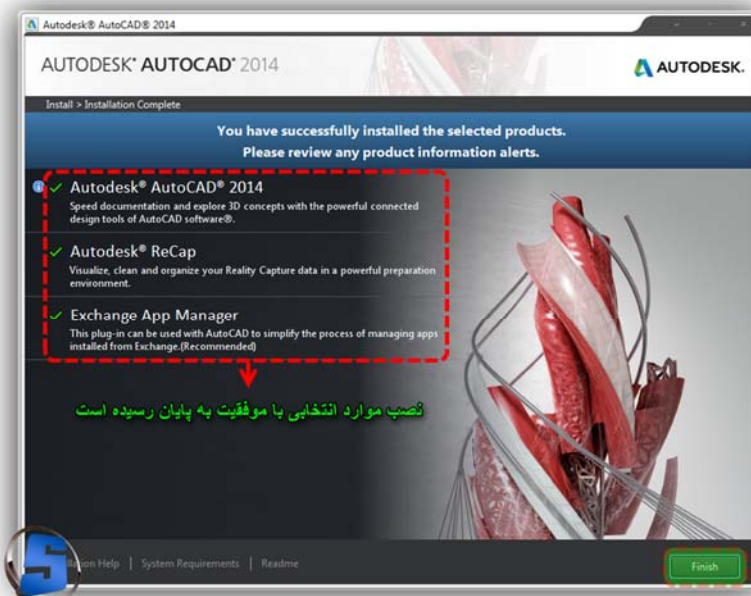 Autodesk® AutoCAD® 2014
AUTODESK® AUTOCAD® 2014
AUTODESK.
Install > Installation Complete
You have successfully installed the selected products.
Please review any product information alerts.
Autodesk® AutoCAD® 2014
Speed documentation and explore 3D concepts with the powerful connected
design tools of AutoCAD software®.
Autodesk® ReCap
Visualize, clean and organize your Reality Capture data in a powerful preparation
environment.
Exchange App Manager
This plug-in can be used with AutoCAD to simplify the process of managing apps
installed from Exchange.(Recommended)
نصب موارد انتخابی با موفقیت به پایان رسیده است
Help | System Requirements | Readme
Finish